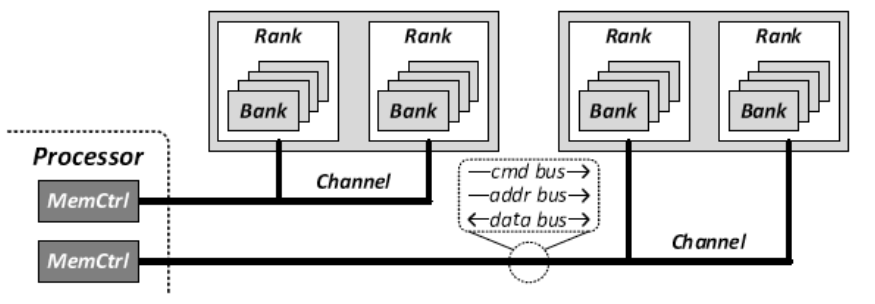 Rank Rank Rank Rank
Bank Bank Bank Bank
Processor
Channel
cmd bus
addr bus
data bus
MemCtrl
Channel
MemCtrl